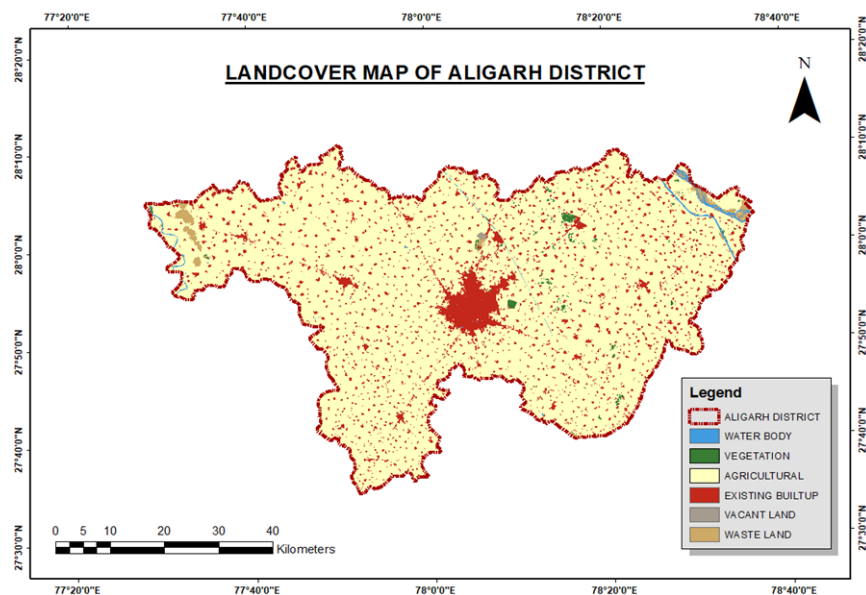 77°20'0"E 77°40'0"E 78°0'0"E 78°20'0"E 78°40'0"E
LANDCOVER MAP OF ALIGARH DISTRICT
N
28°20'0"N
28°10'0"N
28°0'0"N
27°50'0"N
27°40'0"N
27°30'0"N
28°20'0"N
28°10'0"N
28°0'0"N
27°50'0"N
27°40'0"N
27°30'0"N
Legend
ALIGARH DISTRICT
WATER BODY
VEGETATION
AGRICULTURAL
EXISTING BUILTUP
VACANT LAND
WASTE LAND
0 5 10 20 30 40
Kilometers
77°20'0"E 77°40'0"E 78°0'0"E 78°20'0"E 78°40'0"E